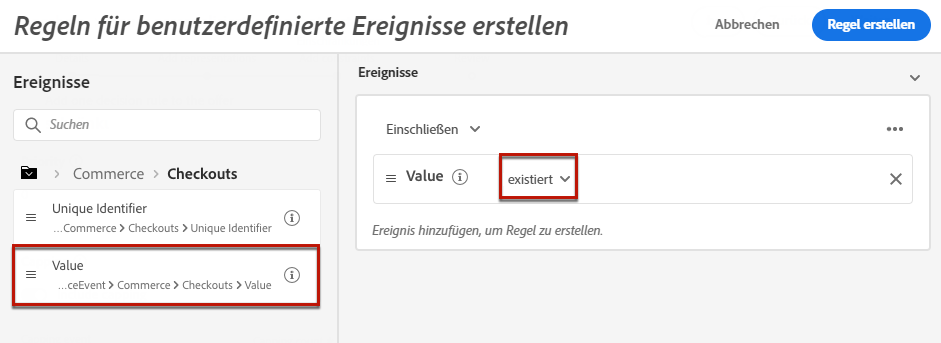 Regeln für benutzerdefinierte Ereignisse erstellen
Abbrechen
Regel erstellen
Ereignisse
Suchen
Commerce > Checkouts
Unique Identifier
...Commerce > Checkouts > Unique Identifier
Value
...ceEvent > Commerce > Checkouts > Value
Ereignisse
Einschließen
Value
existiert
Ereignis hinzufügen, um Regel zu erstellen.